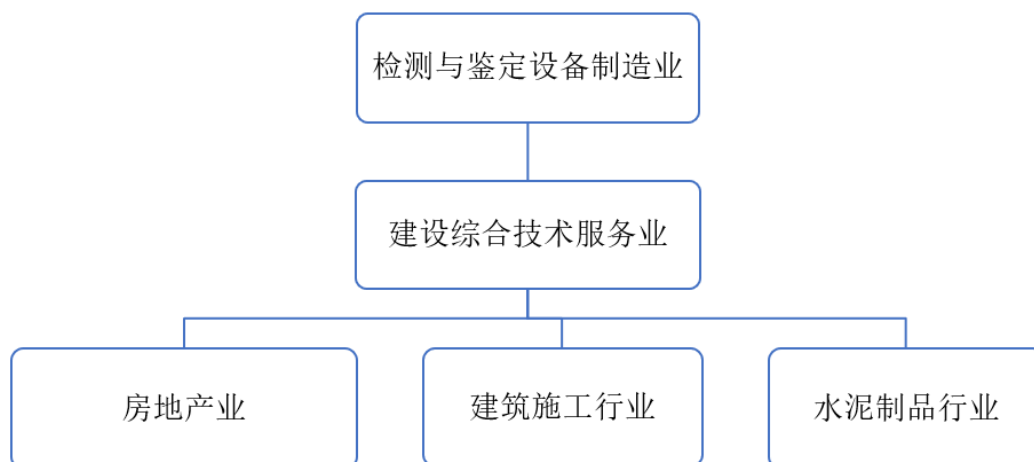 检测与鉴定设备制造业
建设综合技术服务业
房地产业
建筑施工行业
水泥制品行业